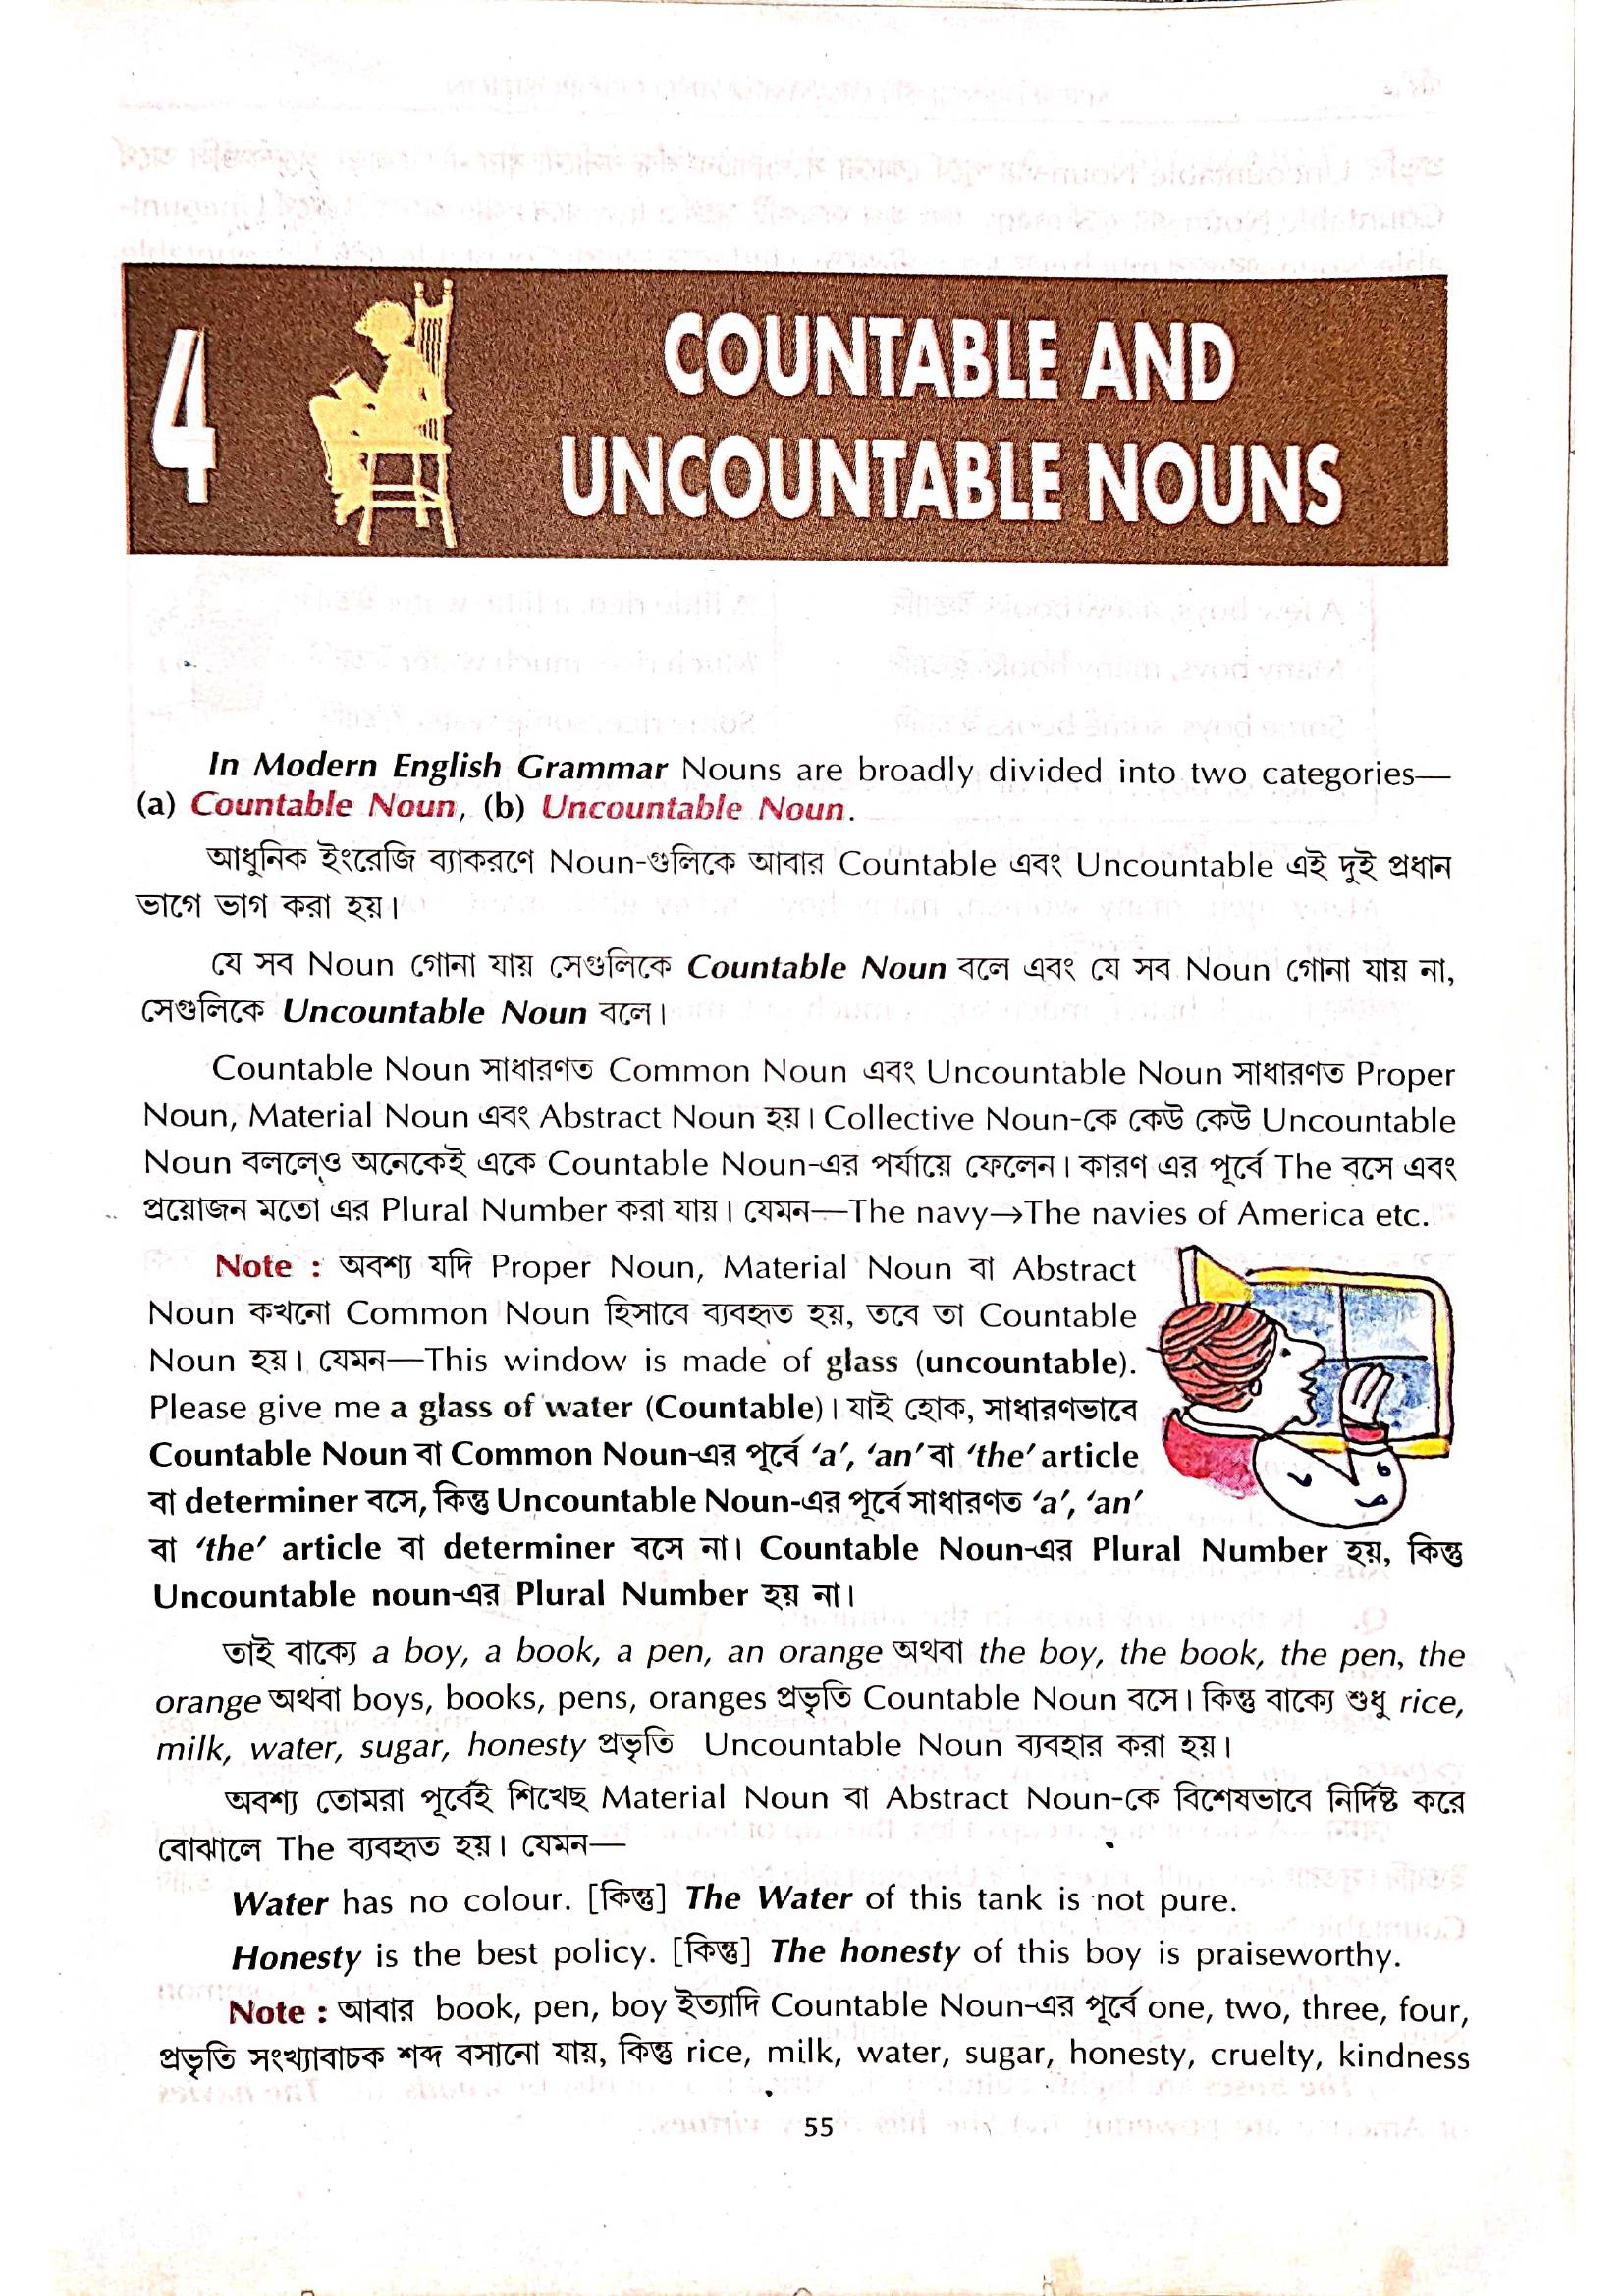 4
COUNTABLE AND
UNCOUNTABLE NOUNS
In Modern English Grammar Nouns are broadly divided into two categories—
(a) Countable Noun, (b) Uncountable Noun.
আধুনিক ইংরেজি ব্যাকরণে Noun-গুলিকে আবার Countable এবং Uncountable এই দুই প্রধান
ভাগে ভাগ করা হয়।
যে সব Noun গোনা যায় সেগুলিকে Countable Noun বলে এবং যে সব Noun গোনা যায় না,
সেগুলিকে Uncountable Noun বলে।
Countable Noun সাধারণত Common Noun এবং Uncountable Noun সাধারণত Proper
Noun, Material Noun এবং Abstract Noun হয়। Collective Noun-কে কেউ কেউ Uncountable
Noun বললেও অনেকেই একে Countable Noun-এর পর্যায়ে ফেলেন। কারণ এর পূর্বে The বসে এবং
প্রয়োজন মতো এর Plural Number করা যায়। যেমন—The navy→The navies of America etc.
Note : অবশ্য যদি Proper Noun, Material Noun বা Abstract
Noun কখনো Common Noun হিসাবে ব্যবহৃত হয়, তবে তা Countable
Noun হয়। যেমন—This window is made of glass (uncountable).
Please give me a glass of water (Countable)। যাই হোক, সাধারণভাবে
Countable Noun বা Common Noun-এর পূর্বে ‘a’, ‘an’ বা ‘the’ article
বা determiner বসে, কিন্তু Uncountable Noun-এর পূর্বে সাধারণত ‘a’, ‘an’
বা ‘the’ article বা determiner বসে না। Countable Noun-এর Plural Number হয়, কিন্তু
Uncountable noun-এর Plural Number হয় না।
তাই বাক্যে a boy, a book, a pen, an orange অথবা the boy, the book, the pen, the
orange অথবা boys, books, pens, oranges প্রভৃতি Countable Noun বসে। কিন্তু বাক্যে শুধু rice,
milk, water, sugar, honesty প্রভৃতি Uncountable Noun ব্যবহার করা হয়।
অবশ্য তোমরা পূর্বেই শিখেছ Material Noun বা Abstract Noun-কে বিশেষভাবে নির্দিষ্ট করে
বোঝালে The ব্যবহৃত হয়। যেমন—
Water has no colour. [কিন্তু] The Water of this tank is not pure.
Honesty is the best policy. [কিন্তু] The honesty of this boy is praiseworthy.
Note : আবার book, pen, boy ইত্যাদি Countable Noun-এর পূর্বে one, two, three, four,
প্রভৃতি সংখ্যাবাচক শব্দ বসানো যায়, কিন্তু rice, milk, water, sugar, honesty, cruelty, kindness
55